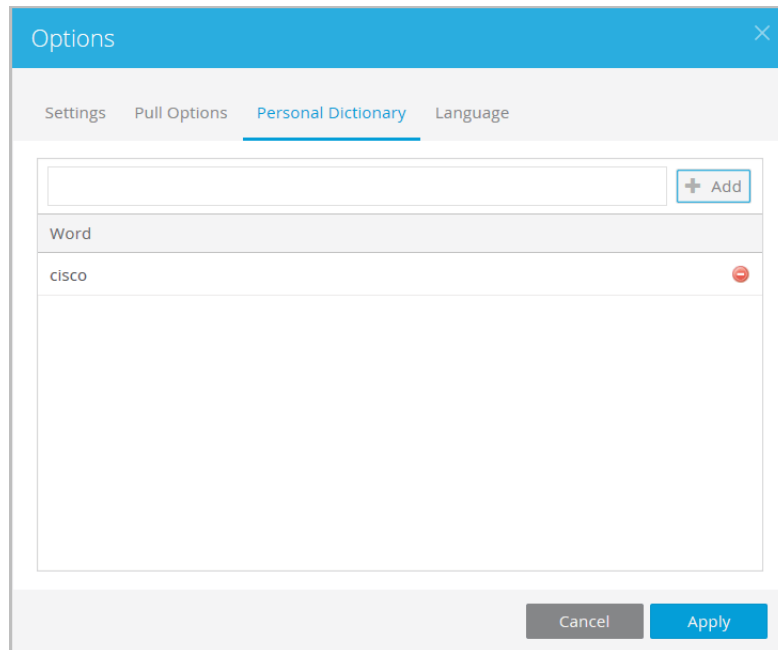 Options
Settings Pull Options Personal Dictionary Language
Add
Word
cisco
Cancel Apply